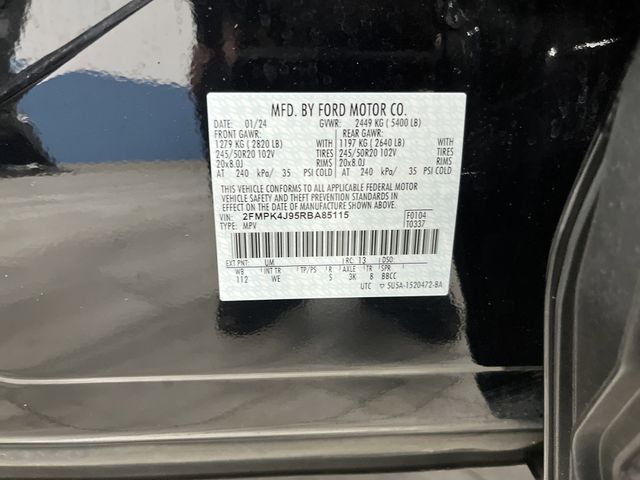 MFD. BY FORD MOTOR CO.
DATE: 01/24 GVWR: 2449 KG ( 5400 LB)
FRONT GAWR: REAR GAWR:
1279 KG ( 2820 LB) WITH 1197 KG ( 2640 LB) WITH
245/50R20 102V TIRES 245/50R20 102V TIRES
20x8.0J RIMS 20x8.0J RIMS
AT 240 kPa/ 35 PSI COLD AT 240 kPa/ 35 PSI COLD
THIS VEHICLE CONFORMS TO ALL APPLICABLE FEDERAL MOTOR
VEHICLE SAFETY AND THEFT PREVENTION STANDARDS IN
EFFECT ON THE DATE OF MANUFACTURE SHOWN ABOVE.
VIN: 2FMPK4J95RBA85115 F0104
TYPE: MPV T0337
EXT PNT: UM RC: 13 DSO:
WB INT TR TP/PS R AXLE TR SPR
112 WE S 3K 8 BBCC
UTC ▽ 5U5A-1520472-BA